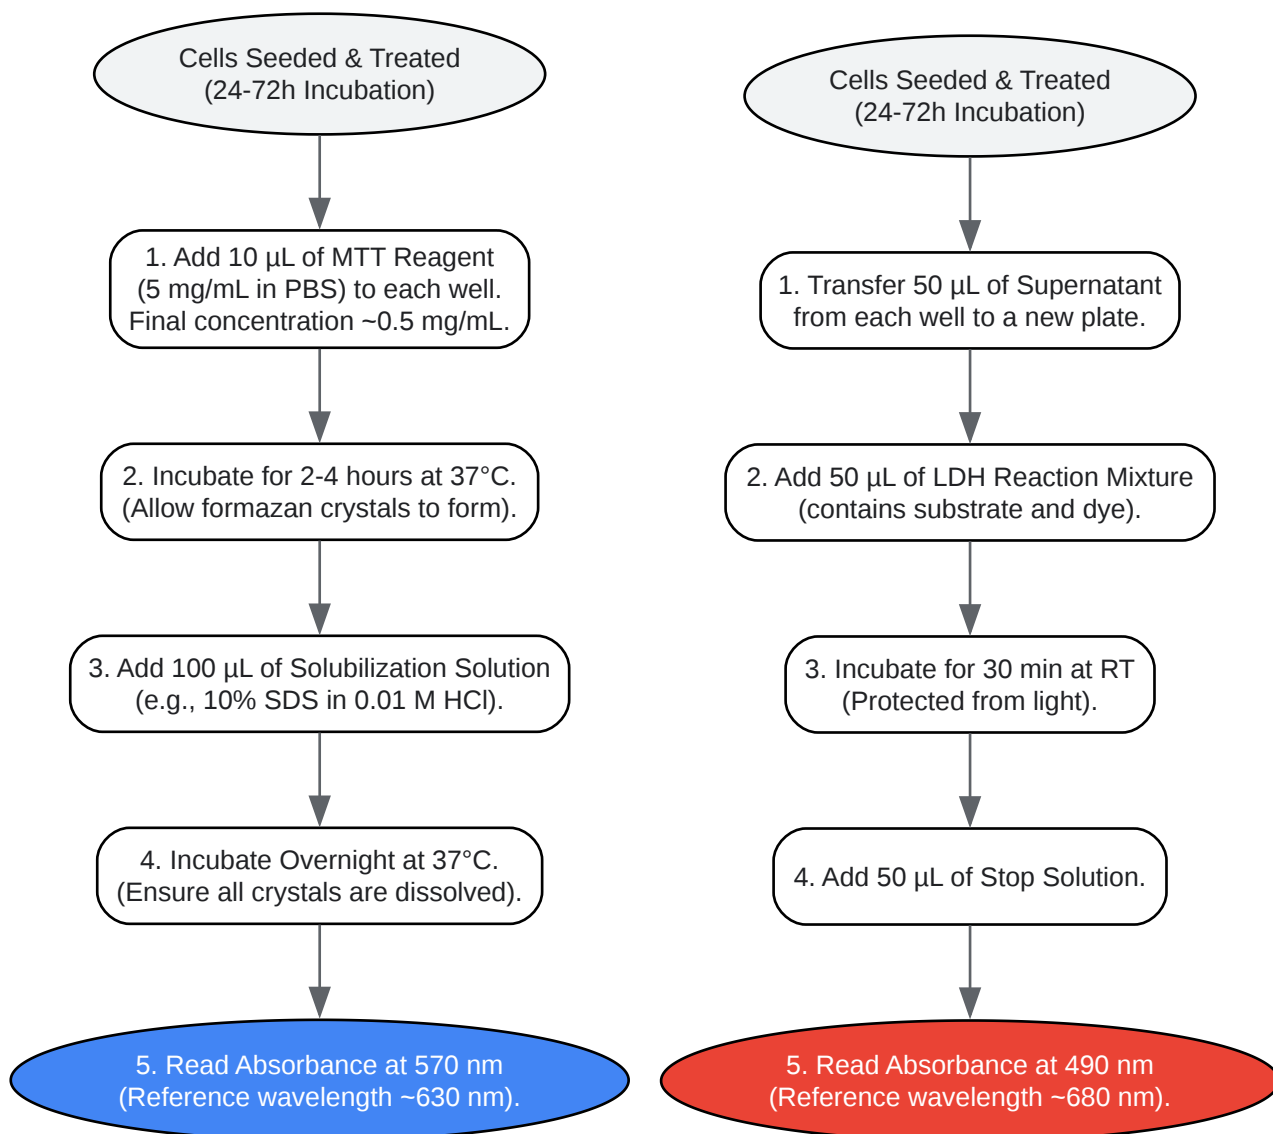 Cells Seeded & Treated
(24-72h Incubation)
1. Add 10 µL of MTT Reagent
(5 mg/mL in PBS) to each well.
Final concentration ~0.5 mg/mL.
2. Incubate for 2-4 hours at 37°C.
(Allow formazan crystals to form).
3. Add 100 µL of Solubilization Solution
(e.g., 10% SDS in 0.01 M HCl).
4. Incubate Overnight at 37°C.
(Ensure all crystals are dissolved).
5. Read Absorbance at 570 nm
(Reference wavelength ~630 nm).
Cells Seeded & Treated
(24-72h Incubation)
1. Transfer 50 µL of Supernatant
from each well to a new plate.
2. Add 50 µL of LDH Reaction Mixture
(contains substrate and dye).
3. Incubate for 30 min at RT
(Protected from light).
4. Add 50 µL of Stop Solution.
5. Read Absorbance at 490 nm
(Reference wavelength ~680 nm).